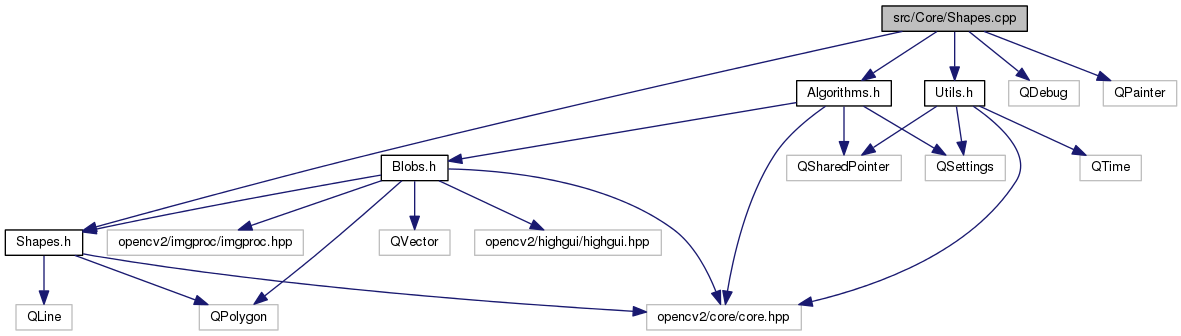 src/Core/Shapes.cpp
Algorithms.h
Utils.h
QDebug
QPainter
Blobs.h
QSharedPointer
QSettings
QTime
Shapes.h
opencv2/imgproc/imgproc.hpp
QVector
opencv2/highgui/highgui.hpp
QLine
QPolygon
opencv2/core/core.hpp